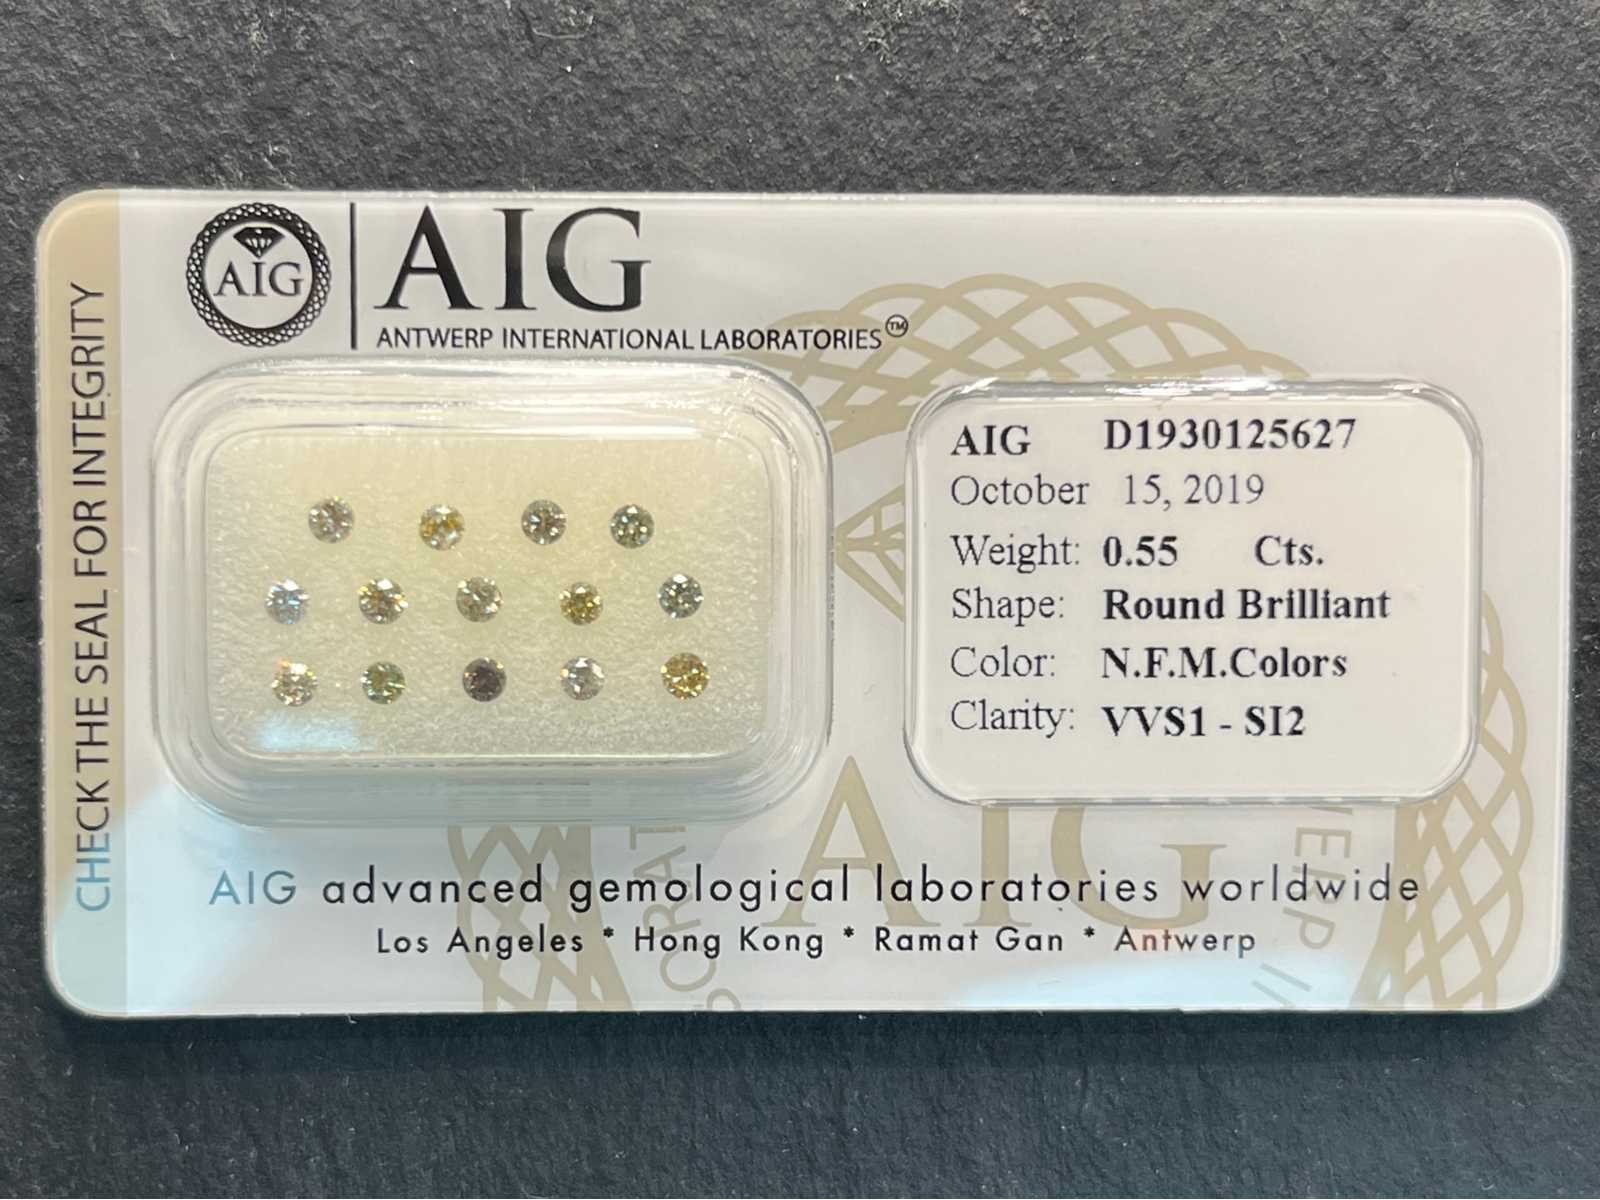 CHECK THE SEAL FOR INTEGRITY
AIG
AIG
ANTWERP INTERNATIONAL LABORATORIES™
AIG D1930125627
October 15, 2019
Weight: 0.55 Cts.
Shape: Round Brilliant
Color: N.F.M.Colors
Clarity: VVS1 - SI2
AIG
AIG advanced gemological laboratories worldwide
Los Angeles * Hong Kong * Ramat Gan * Antwerp